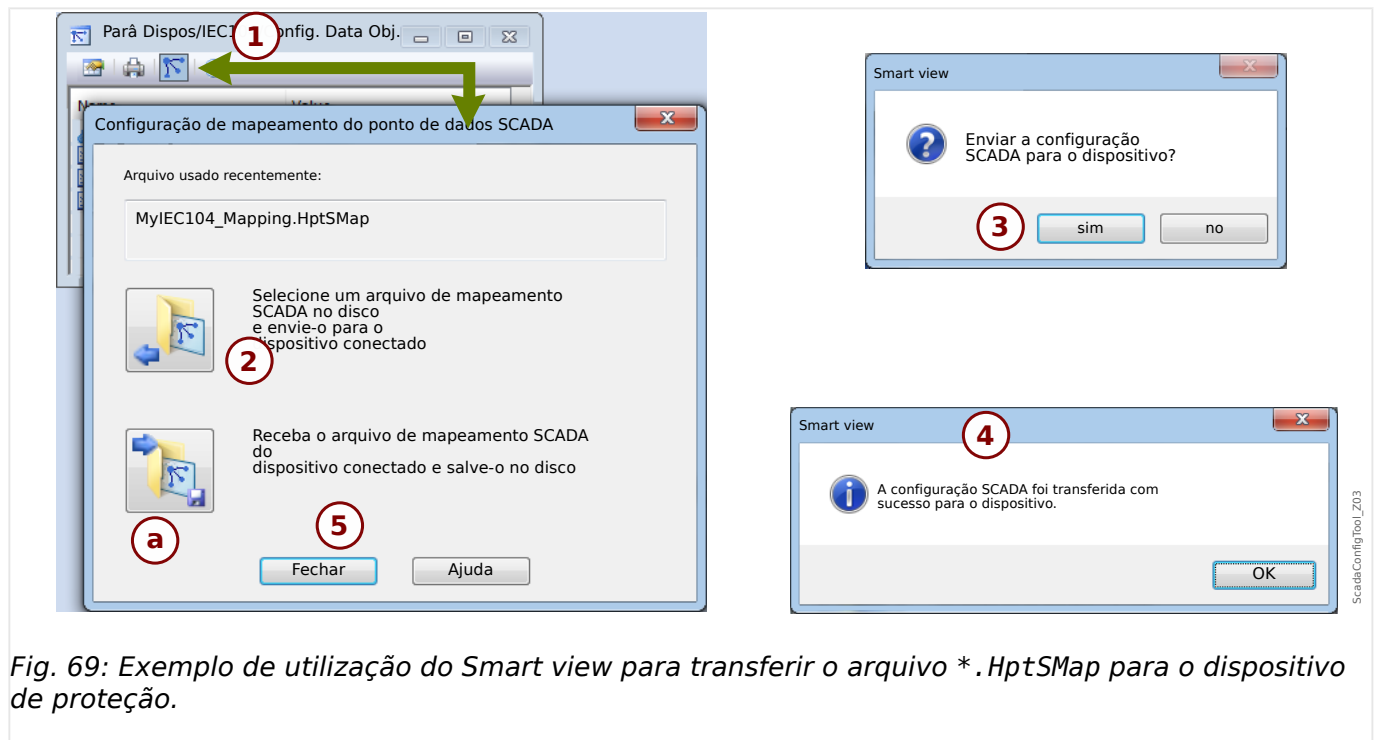 Parâ Dispos/IEC1 onfig. Data Obj.
1
Name Value
Configuração de mapeamento do ponto de dados SCADA
Arquivo usado recentemente:
MyIEC104_Mapping.HptSMap
Selecione um arquivo de mapeamento
SCADA no disco
e envie-o para o
dispositivo conectado
2
Receba o arquivo de mapeamento SCADA
do
dispositivo conectado e salve-o no disco
a
5
Fechar Ajuda
Smart view
Enviar a configuração
SCADA para o dispositivo?
3
sim no
Smart view
4
A configuração SCADA foi transferida com
sucesso para o dispositivo.
OK
ScadaConfigTool_Z03
Fig. 69: Exemplo de utilização do Smart view para transferir o arquivo *.HptSMap para o dispositivo
de proteção.